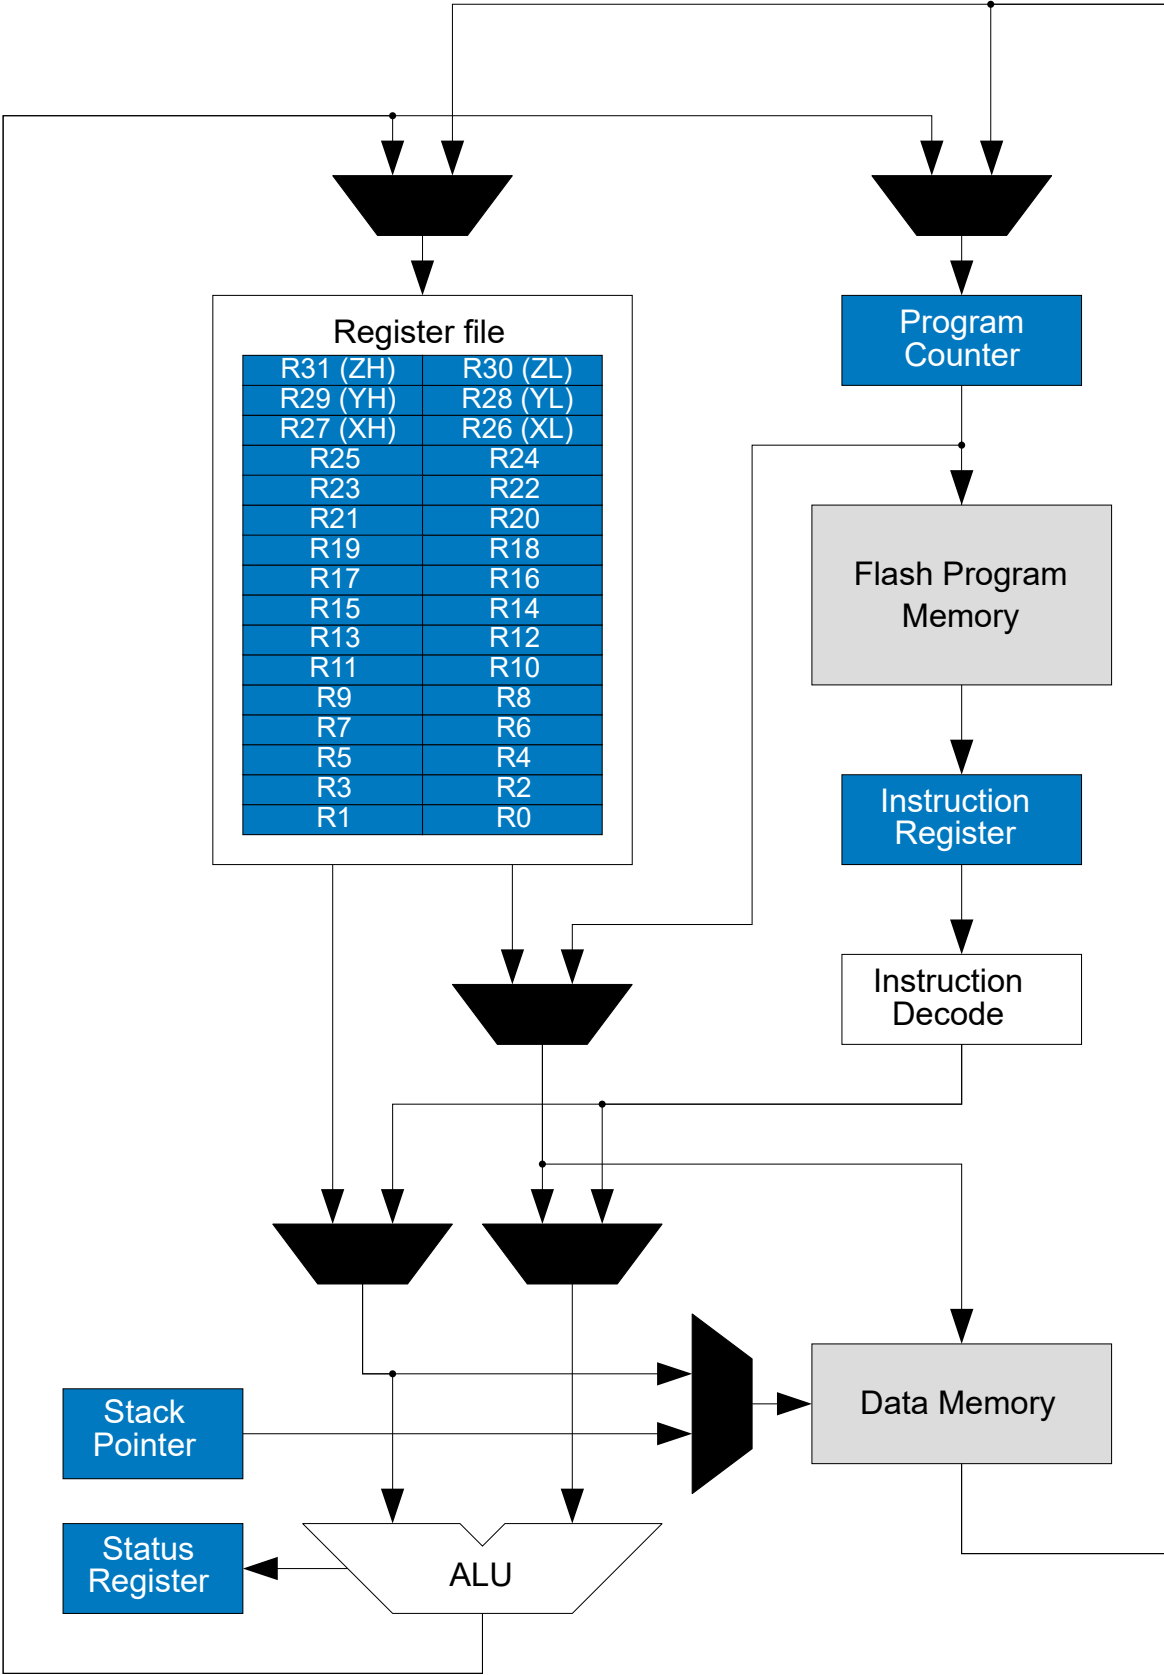 Register file
R31 (ZH) R30 (ZL)
R29 (YH) R28 (YL)
R27 (XH) R26 (XL)
R25 R24
R23 R22
R21 R20
R19 R18
R17 R16
R15 R14
R13 R12
R11 R10
R9 R8
R7 R6
R5 R4
R3 R2
R1 R0
Program
Counter
Flash Program
Memory
Instruction
Register
Instruction
Decode
Data Memory
Stack
Pointer
Status
Register
ALU